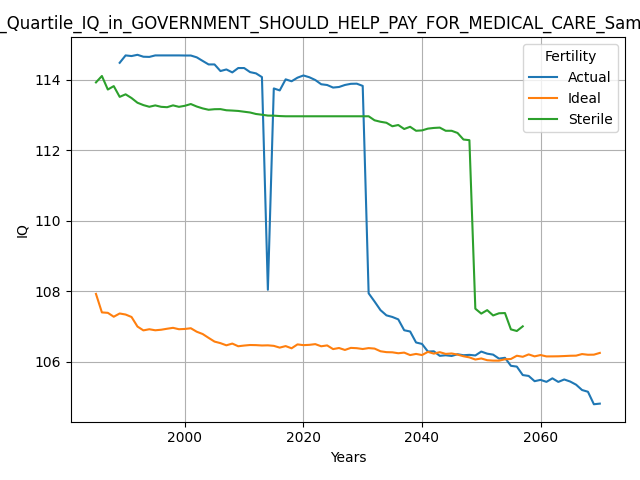 _Quartile_IQ_in_GOVERNMENT_SHOULD_HELP_PAY_FOR_MEDICAL_CARE_Sam
Fertility
Actual
Ideal
Sterile
114
112
110
108
106
IQ
2000
2020
2040
2060
Years